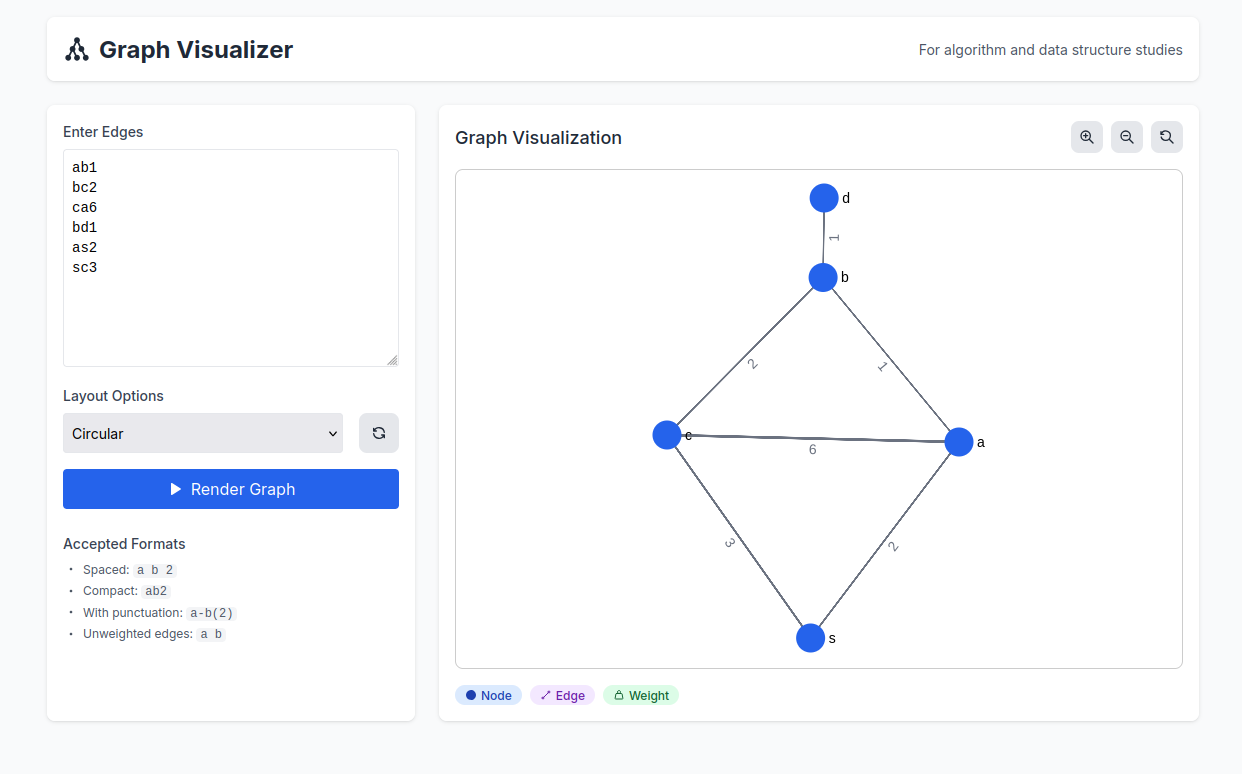 Graph Visualizer
For algorithm and data structure studies
Enter Edges
ab1
bc2
ca6
bd1
as2
sc3
Layout Options
Circular
Render Graph
Accepted Formats
• Spaced: a b 2
• Compact: ab2
• With punctuation: a-b(2)
• Unweighted edges: a b
Graph Visualization
d
1
b
2
1
c
a
6
3
2
s
Node
Edge
Weight